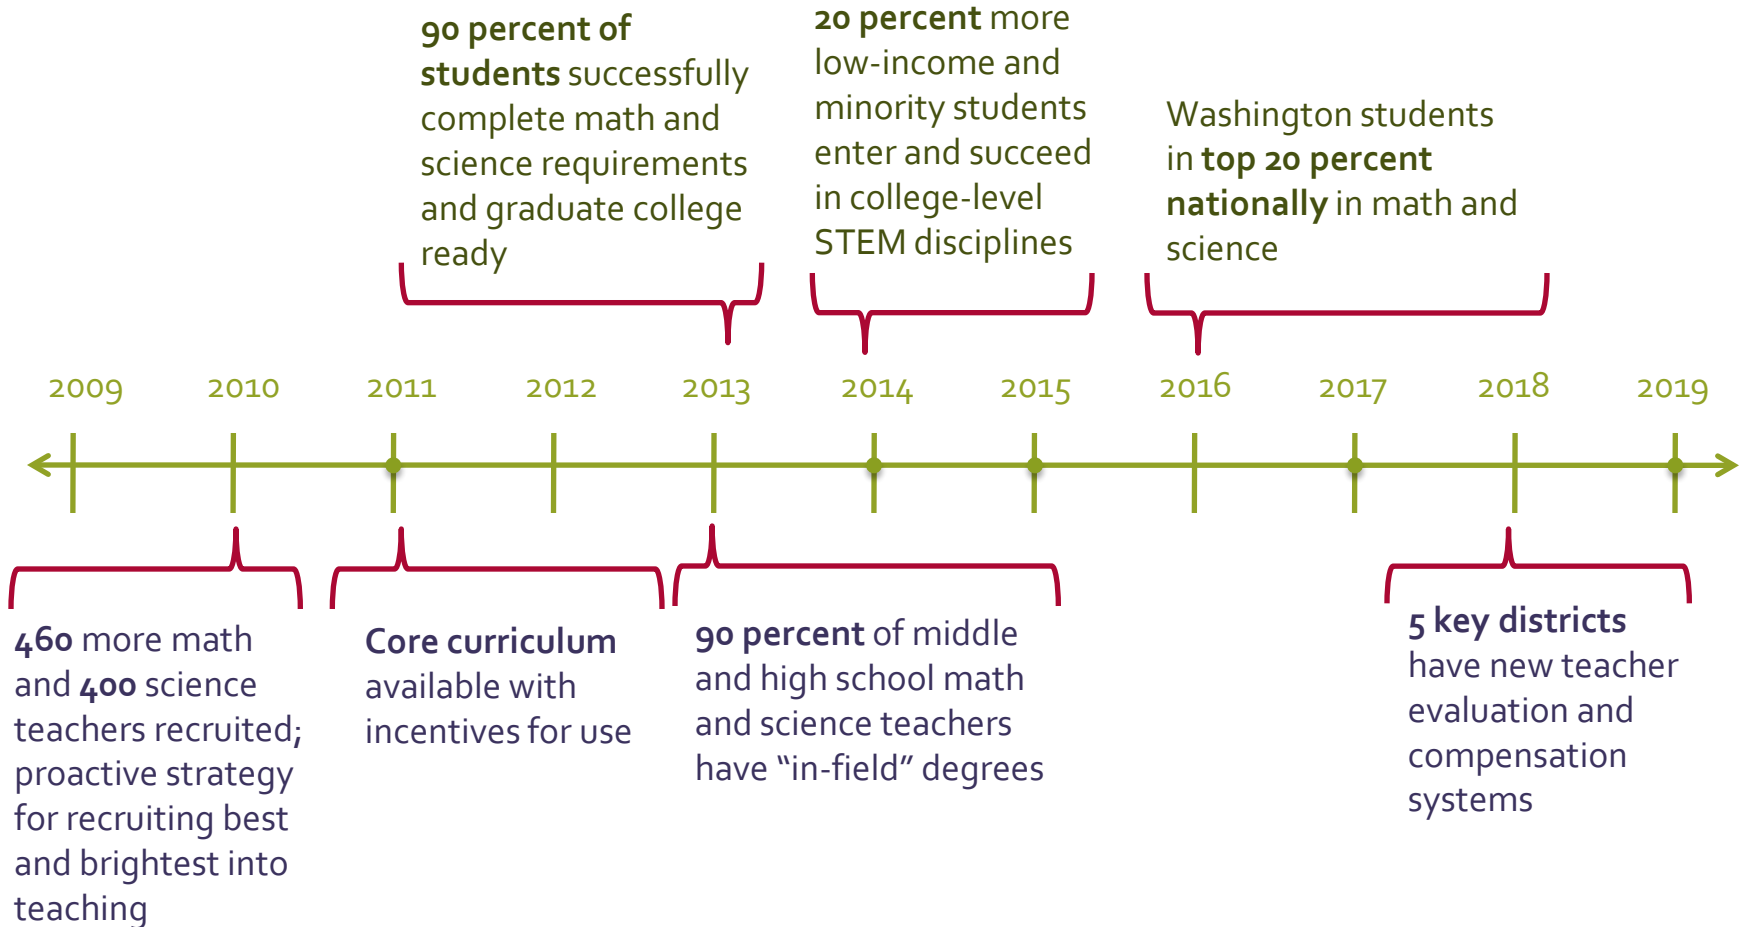 90 percent of
students successfully
complete math and
science requirements
and graduate college
ready
20 percent more
low-income and
minority students
enter and succeed
in college-level
STEM disciplines
Washington students
in top 20 percent
nationally in math and
science
2009 2010 2011 2012 2013 2014 2015 2016 2017 2018 2019
460 more math
and 400 science
teachers recruited;
proactive strategy
for recruiting best
and brightest into
teaching
Core curriculum
available with
incentives for use
90 percent of middle
and high school math
and science teachers
have “in-field” degrees
5 key districts
have new teacher
evaluation and
compensation
systems